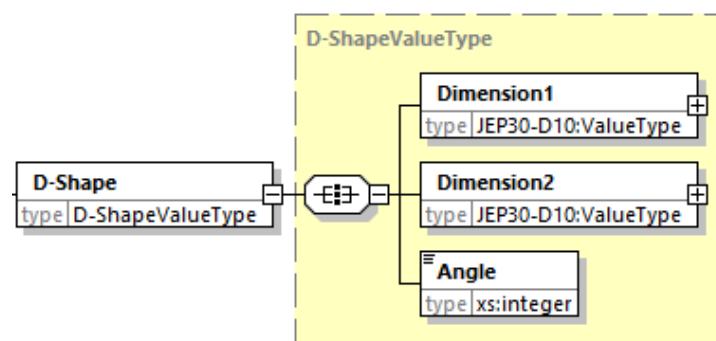 D-ShapeValueType
Dimension1
type JEP30-D10:ValueType
D-Shape
type D-ShapeValueType
Dimension2
type JEP30-D10:ValueType
Angle
type xs:integer